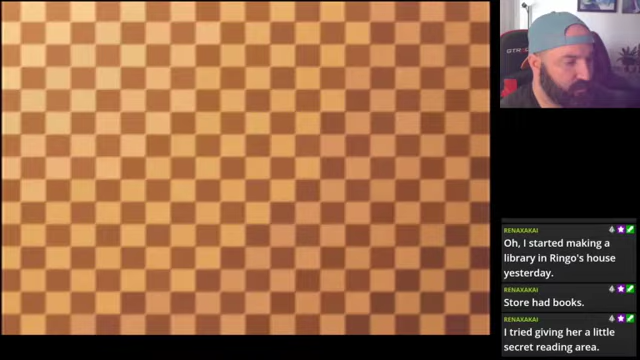 RENAXAKAI
Oh, I started making a
library in Ringo's house
yesterday.
RENAXAKAI
Store had books.
RENAXAKAI
I tried giving her a little
secret reading area.